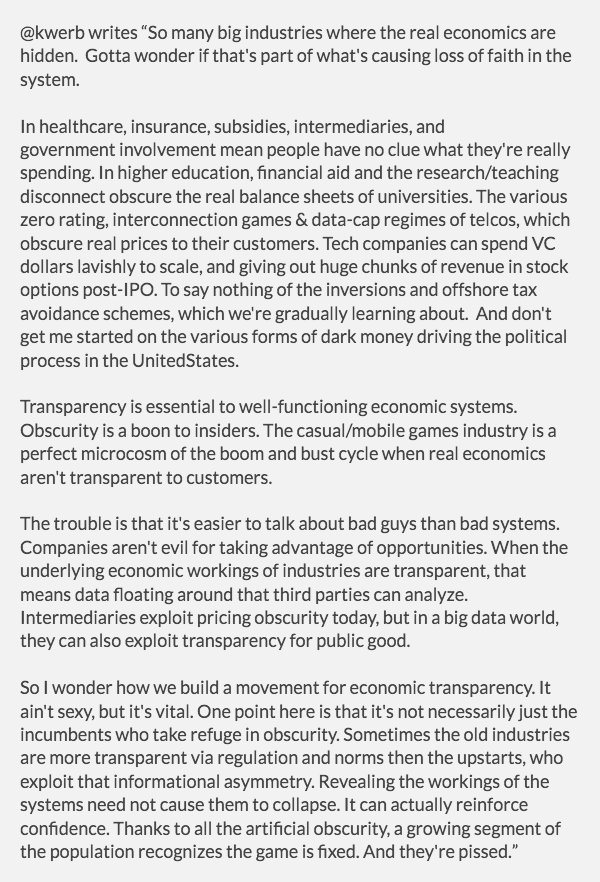 @kwerb writes “So many big industries where the real economics are
hidden.  Gotta wonder if that's part of what's causing loss of faith in the
system.
In healthcare, insurance, subsidies, intermediaries, and
government involvement mean people have no clue what they're really
spending. In higher education, financial aid and the research/teaching
disconnect obscure the real balance sheets of universities. The various
zero rating, interconnection games & data-cap regimes of telcos, which
obscure real prices to their customers. Tech companies can spend VC
dollars lavishly to scale, and giving out huge chunks of revenue in stock
options post-IPO. To say nothing of the inversions and offshore tax
avoidance schemes, which we're gradually learning about.  And don't
get me started on the various forms of dark money driving the political
process in the UnitedStates.
Transparency is essential to well-functioning economic systems.
Obscurity is a boon to insiders. The casual/mobile games industry is a
perfect microcosm of the boom and bust cycle when real economics
aren't transparent to customers.
The trouble is that it's easier to talk about bad guys than bad systems.
Companies aren't evil for taking advantage of opportunities. When the
underlying economic workings of industries are transparent, that
means data floating around that third parties can analyze.
Intermediaries exploit pricing obscurity today, but in a big data world,
they can also exploit transparency for public good.
So I wonder how we build a movement for economic transparency. It
ain't sexy, but it's vital. One point here is that it's not necessarily just the
incumbents who take refuge in obscurity. Sometimes the old industries
are more transparent via regulation and norms then the upstarts, who
exploit that informational asymmetry. Revealing the workings of the
systems need not cause them to collapse. It can actually reinforce
confidence. Thanks to all the artificial obscurity, a growing segment of
the population recognizes the game is fixed. And they're pissed.”